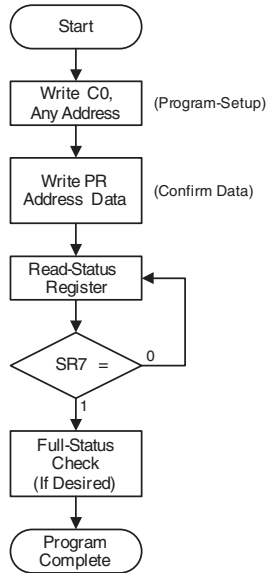 Start
Write C0,
Any Address
(Program-Setup)
Write PR
Address Data
(Confirm Data)
Read-Status
Register
SR7 =
0
1
Full-Status
Check
(If Desired)
Program
Complete